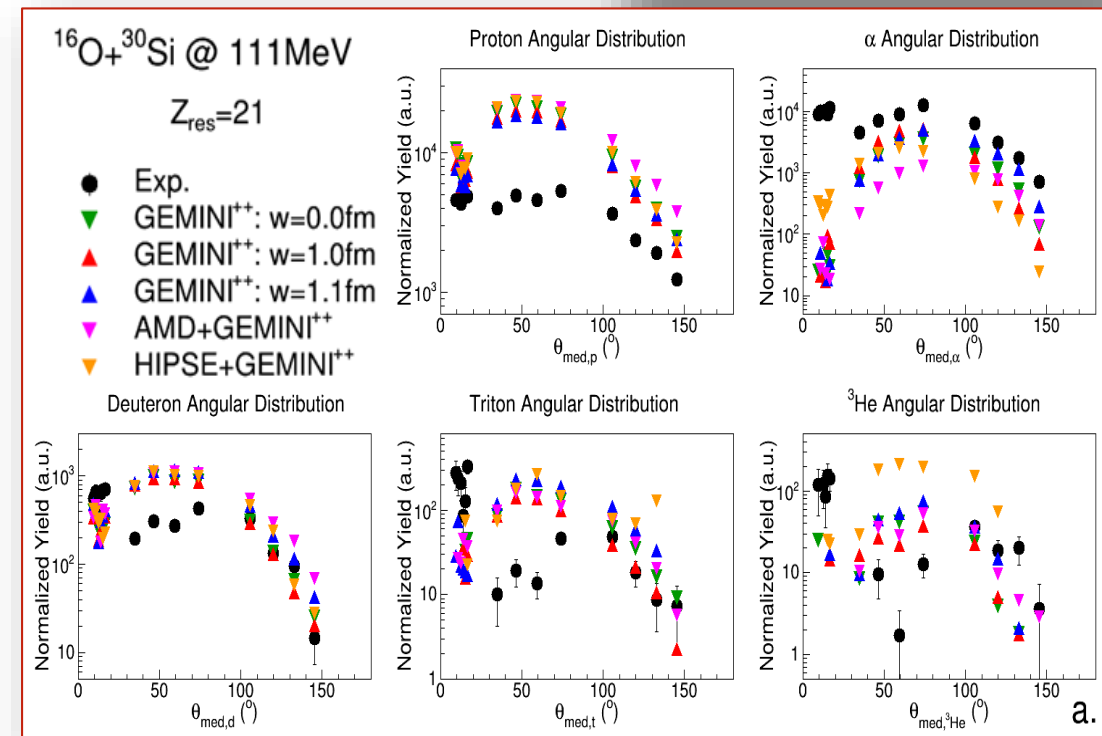 ¹⁶O+³⁰Si @ 111MeV
Z_res=21
Exp.
GEMINI⁺⁺: w=0.0fm
GEMINI⁺⁺: w=1.0fm
GEMINI⁺⁺: w=1.1fm
AMD+GEMINI⁺⁺
HIPSE+GEMINI⁺⁺
Proton Angular Distribution
Normalized Yield (a.u.)
10⁴
10³
0 50 100 150
θ_med,p (°)
α Angular Distribution
Normalized Yield (a.u.)
10⁴
10³
10²
10
0 50 100 150
θ_med,α (°)
Deuteron Angular Distribution
Normalized Yield (a.u.)
10³
10²
10
0 50 100 150
θ_med,d (°)
Triton Angular Distribution
Normalized Yield (a.u.)
10²
10
1
0 50 100 150
θ_med,t (°)
³He Angular Distribution
Normalized Yield (a.u.)
10²
10
1
0 50 100 150
θ_med,³He (°)
a.